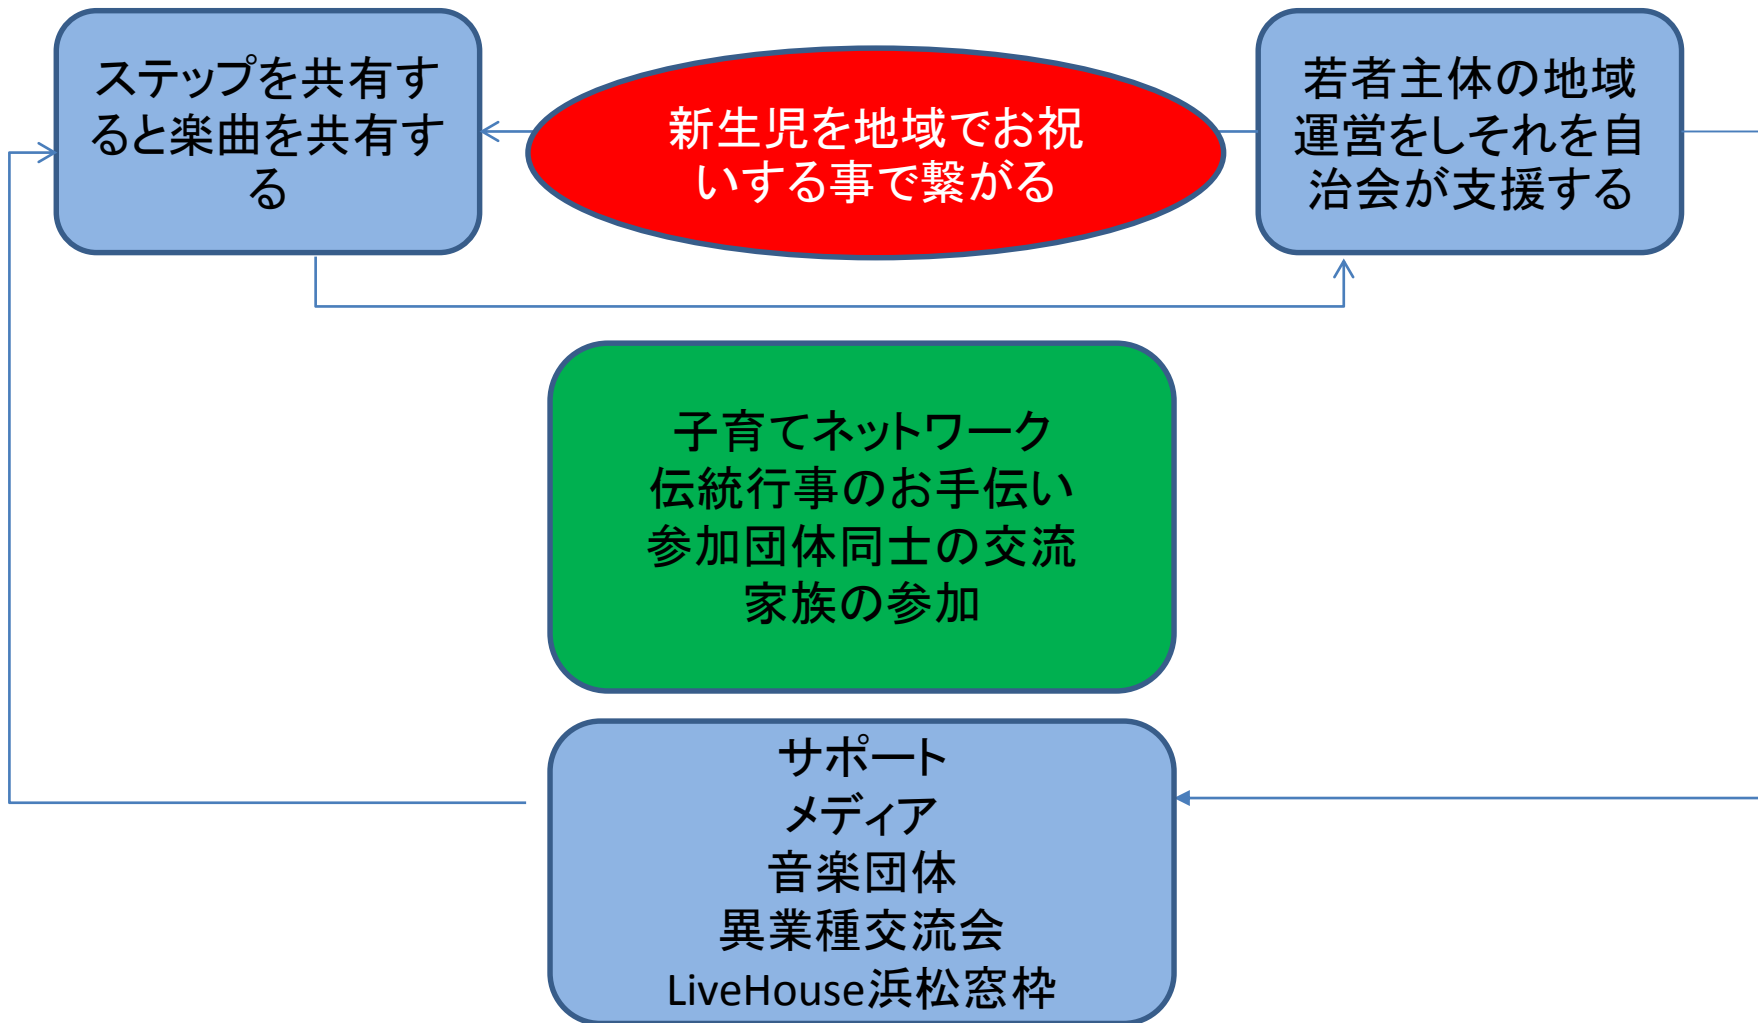 ステップを共有す
ると楽曲を共有す
る
新生児を地域でお祝
いする事で繋がる
若者主体の地域
運営をしそれを自
治会が支援する
子育てネットワーク
伝統行事のお手伝い
参加団体同士の交流
家族の参加
サポート
メディア
音楽団体
異業種交流会
LiveHouse浜松窓枠